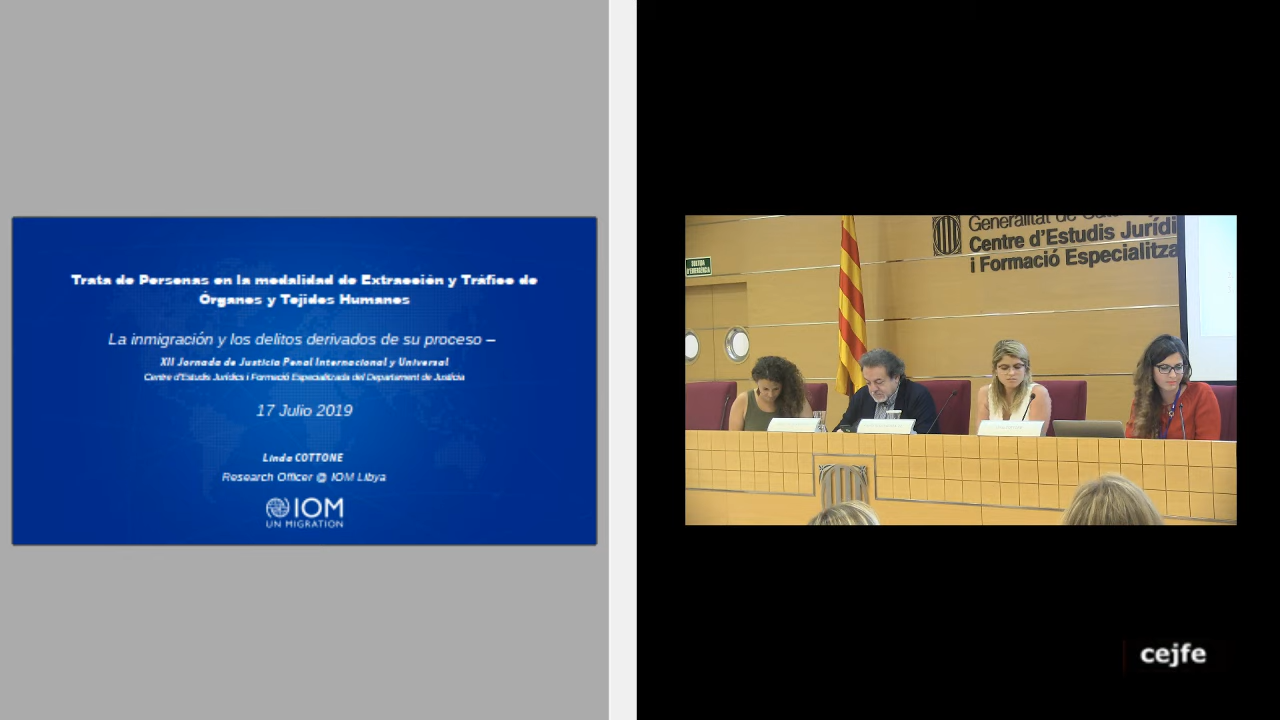 Trata de Personas en la modalidad de Extracción y Tráfico de
Órganos y Tejidos Humanos
La inmigración y los delitos derivados de su proceso –
XII Jornada de Justicia Penal Internacional y Universal
Centre d'Estudis Jurídics i Formació Especialitzada del Departament de Justícia
17 Julio 2019
Linda COTTONE
Research Officer @ IOM Libya
IOM
UN MIGRATION
Generalitat de
Centre d'Estudis Jurídi
i Formació Especialitza
cejfe